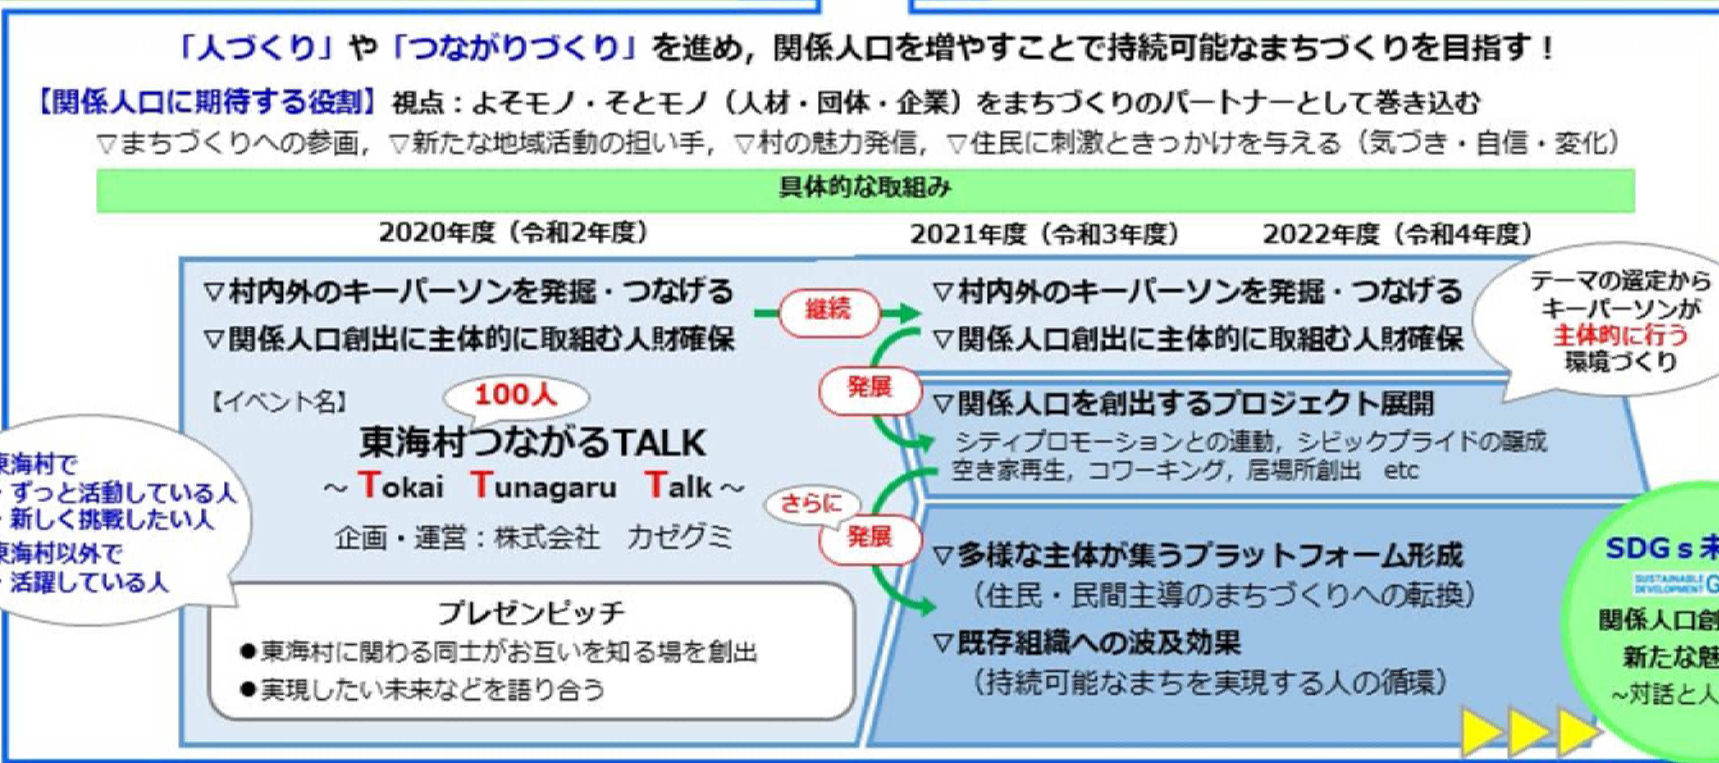 「人づくり」や「つながりづくり」を進め，関係人口を増やすことで持続可能なまちづくりを目指す！
【関係人口に期待する役割】視点：よそモノ・そとモノ（人材・団体・企業）をまちづくりのパートナーとして巻き込む
▽まちづくりへの参画，▽新たな地域活動の担い手，▽村の魅力発信，▽住民に刺激ときっかけを与える（気づき・自信・変化）
具体的な取組み
2020年度（令和2年度）
2021年度（令和3年度）
2022年度（令和4年度）
▽村内外のキーパーソンを発掘・つなげる
▽関係人口創出に主体的に取組む人財確保
【イベント名】
100人
東海村つながるTALK
～Tokai Tunagaru Talk～
企画・運営：株式会社 カゼグミ
東海村で
・ずっと活動している人
・新しく挑戦したい人
東海村以外で
・活躍している人
プレゼンピッチ
●東海村に関わる同士がお互いを知る場を創出
●実現したい未来などを語り合う
継続
発展
さらに
発展
▽村内外のキーパーソンを発掘・つなげる
▽関係人口創出に主体的に取組む人財確保
テーマの選定から
キーパーソンが
主体的に行う
環境づくり
▽関係人口を創出するプロジェクト展開
シティプロモーションとの連動，シビックプライドの醸成
空き家再生，コワーキング，居場所創出 etc
▽多様な主体が集うプラットフォーム形成
（住民・民間主導のまちづくりへの転換）
▽既存組織への波及効果
（持続可能なまちを実現する人の循環）
SDGｓ未
SUSTAINABLE
DEVELOPMENT G
関係人口創
新たな魅
~対話と人